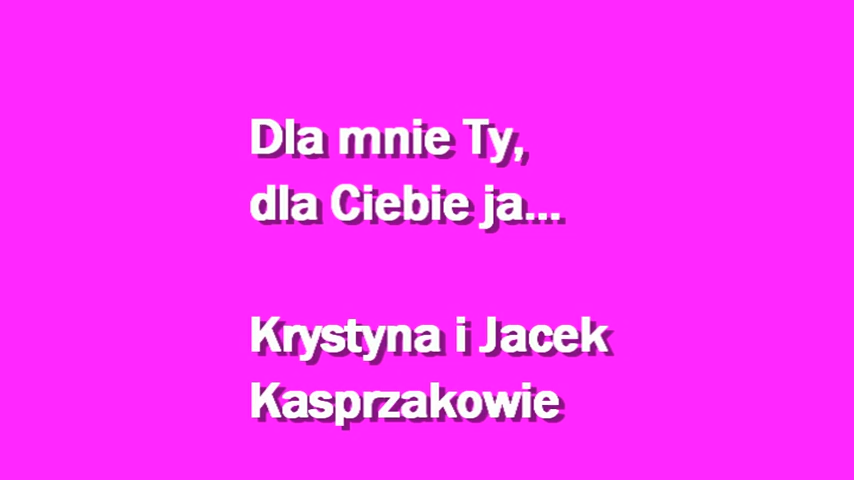 Dla mnie Ty,
dla Ciebie ja...
Krystyna i Jacek
Kasprzakowie